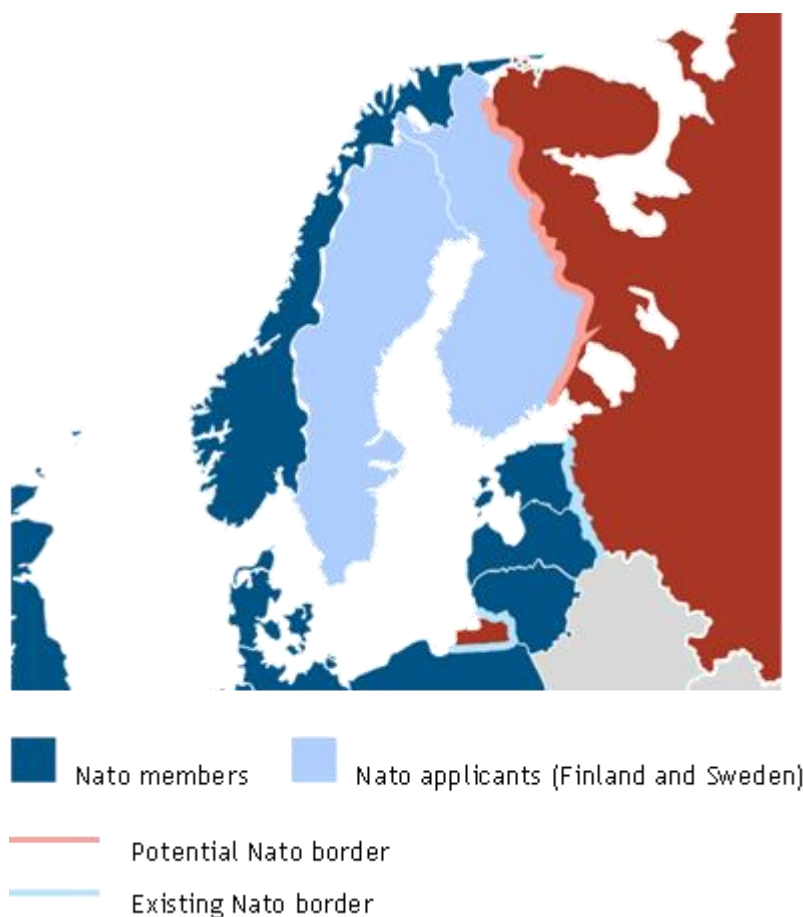 Nato members
Nato applicants (Finland and Sweden)
Potential Nato border
Existing Nato border